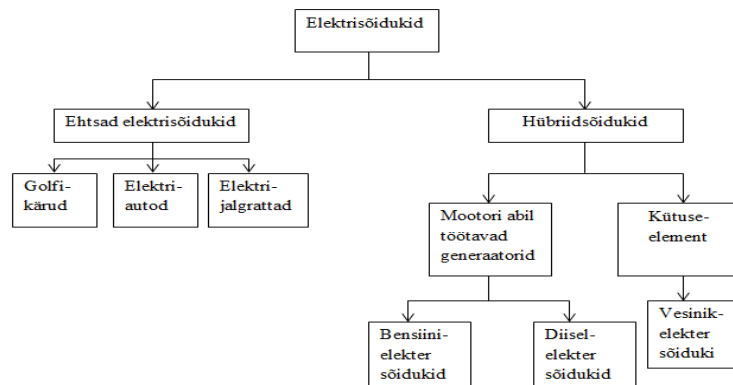 Elektrisõidukid
Ehtsad elektrisõidukid
Hübriidsõidukid
Golfi-
kärud
Elektri-
autod
Elektri-
jalgrattad
Mootori abil
töötavad
generaatorid
Kütuse-
element
Bensiini-
elekter
sõidukid
Diisel-
elekter
sõidukid
Vesinik-
elekter
sõiduki